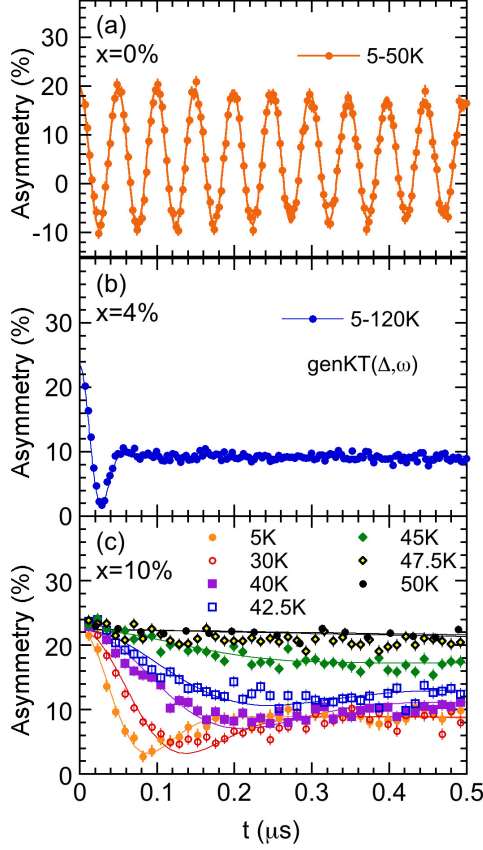 (a)
x=0%
5-50K
Asymmetry (%)
30
20
10
0
-10
(b)
x=4%
5-120K
genKT(Δ,ω)
Asymmetry (%)
30
20
10
0
(c)
x=10%
5K
30K
40K
42.5K
45K
47.5K
50K
Asymmetry (%)
30
20
10
0
0
0.1
0.2
0.3
0.4
0.5
t (μs)